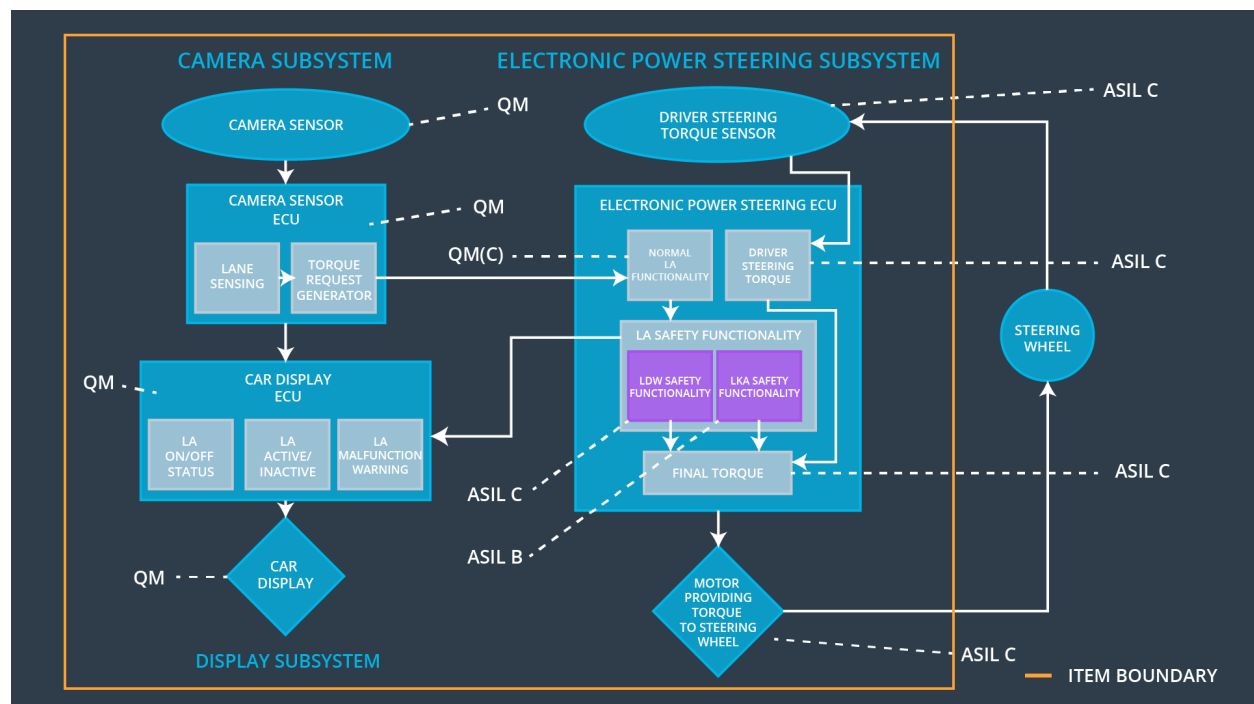 CAMERA SUBSYSTEM
ELECTRONIC POWER STEERING SUBSYSTEM
CAMERA SENSOR
QM
DRIVER STEERING
TORQUE SENSOR
ASIL C
CAMERA SENSOR
ECU
QM
LANE
SENSING
TORQUE
REQUEST
GENERATOR
QM(C)
ELECTRONIC POWER STEERING ECU
NORMAL
LA
FUNCTIONALITY
DRIVER
STEERING
TORQUE
ASIL C
LA SAFETY FUNCTIONALITY
LDW SAFETY
FUNCTIONALITY
LKA SAFETY
FUNCTIONALITY
STEERING
WHEEL
QM
CAR DISPLAY
ECU
LA
ON/OFF
STATUS
LA
ACTIVE/
INACTIVE
LA
MALFUNCTION
WARNING
ASIL C
ASIL B
FINAL TORQUE
ASIL C
QM
CAR
DISPLAY
MOTOR
PROVIDING
TORQUE
TO STEERING
WHEEL
ASIL C
DISPLAY SUBSYSTEM
ITEM BOUNDARY